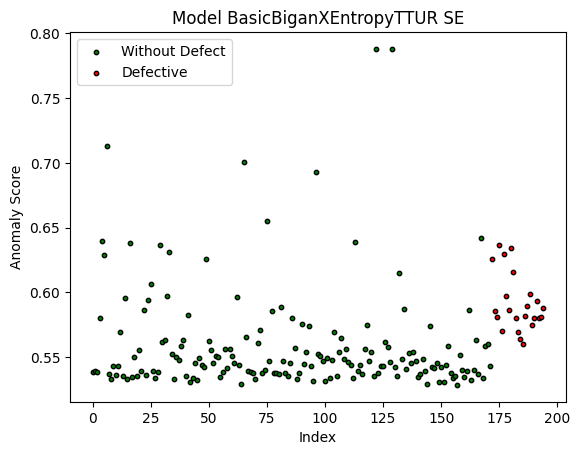 Model BasicBiganXEntropyTTUR SE
Without Defect
Defective
Anomaly Score
0.80
0.75
0.70
0.65
0.60
0.55
0 25 50 75 100 125 150 175 200
Index